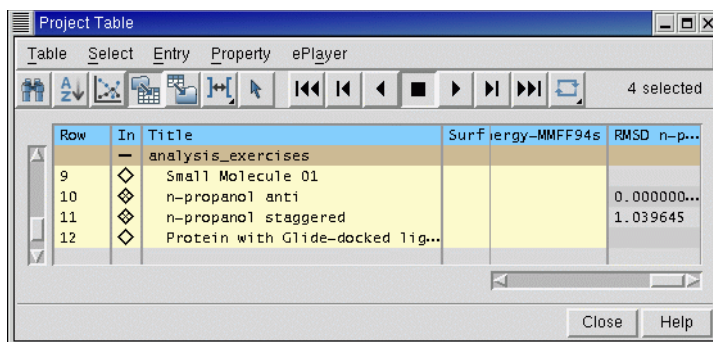 Project Table
Table Select Entry Property ePlayer
4 selected
Row In Title Surf iergy-MMFF94s RMSD n-p...
analysis_exercises
9 Small Molecule 01
10 n-propanol anti 0.000000...
11 n-propanol staggered 1.039645
12 Protein with Glide-docked lig...
Close Help